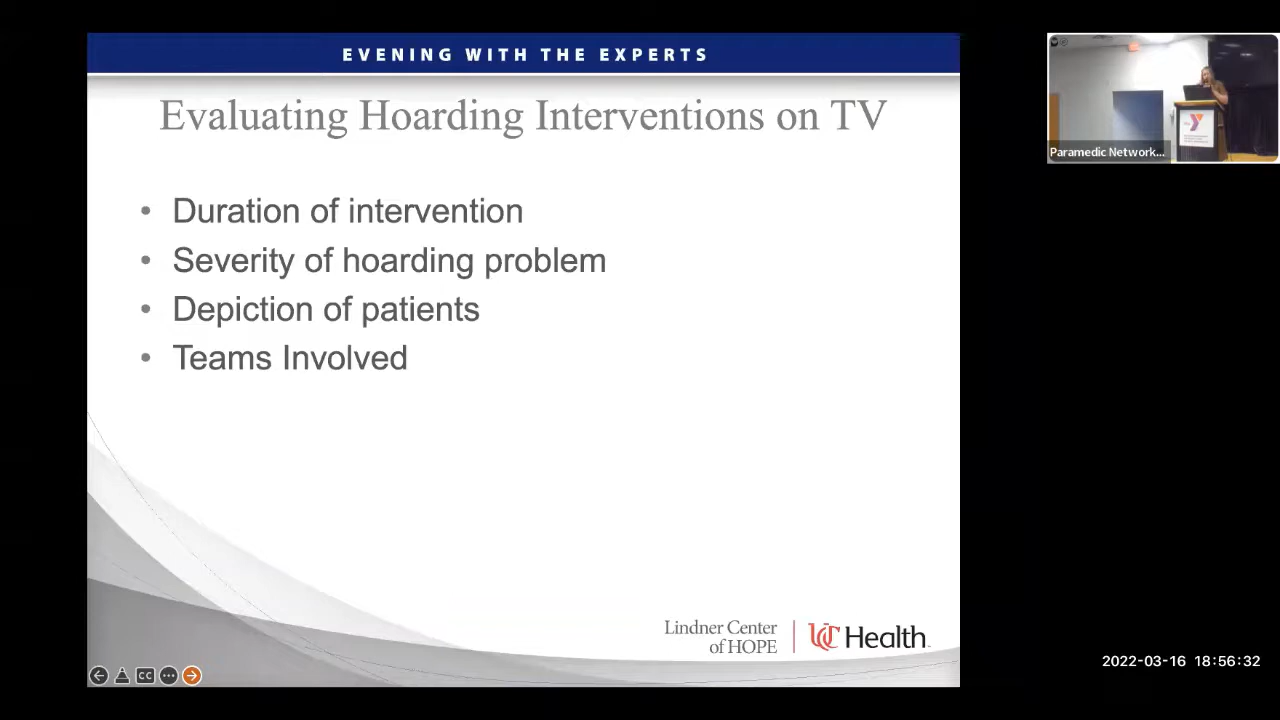 EVENING WITH THE EXPERTS
Evaluating Hoarding Interventions on TV
• Duration of intervention
• Severity of hoarding problem
• Depiction of patients
• Teams Involved
Lindner Center
of HOPE
UC Health
CC
Paramedic Network...
2022-03-16 18:56:32